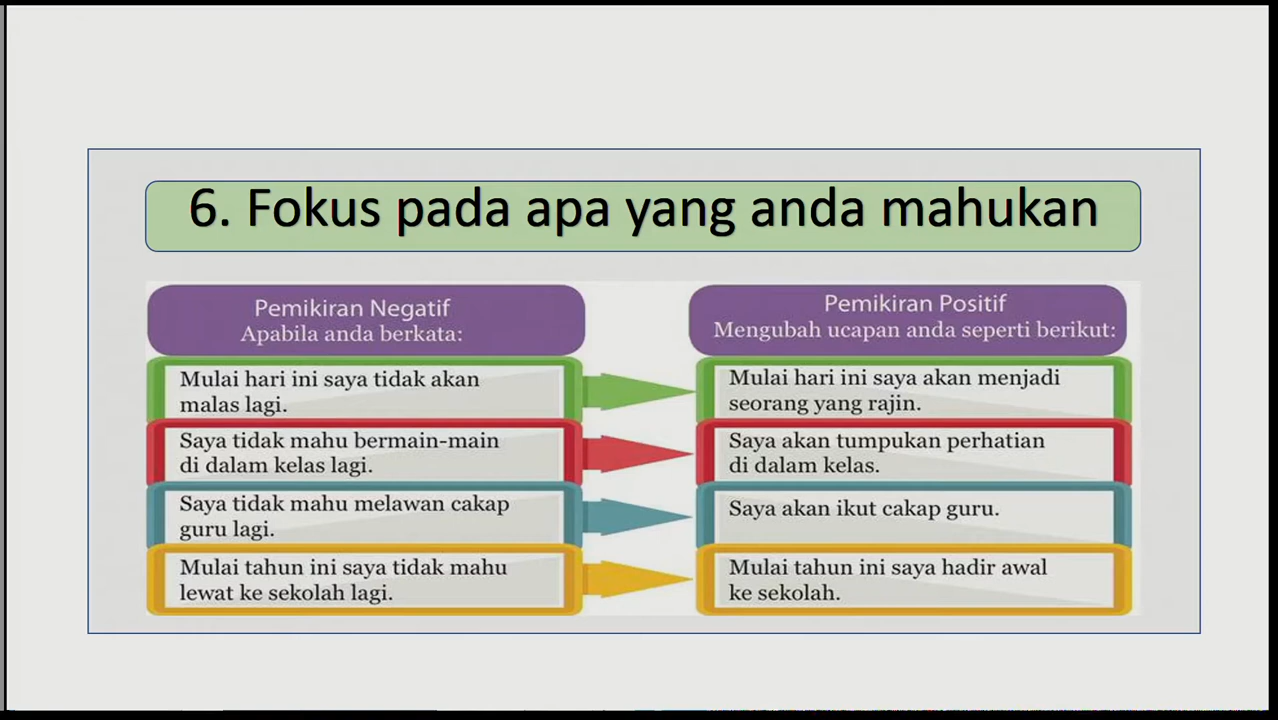 6. Fokus pada apa yang anda mahukan
Pemikiran Negatif
Apabila anda berkata:
Pemikiran Positif
Mengubah ucapan anda seperti berikut:
Mulai hari ini saya tidak akan
malas lagi.
Mulai hari ini saya akan menjadi
seorang yang rajin.
Saya tidak mahu bermain-main
di dalam kelas lagi.
Saya akan tumpukan perhatian
di dalam kelas.
Saya tidak mahu melawan cakap
guru lagi.
Saya akan ikut cakap guru.
Mulai tahun ini saya tidak mahu
lewat ke sekolah lagi.
Mulai tahun ini saya hadir awal
ke sekolah.